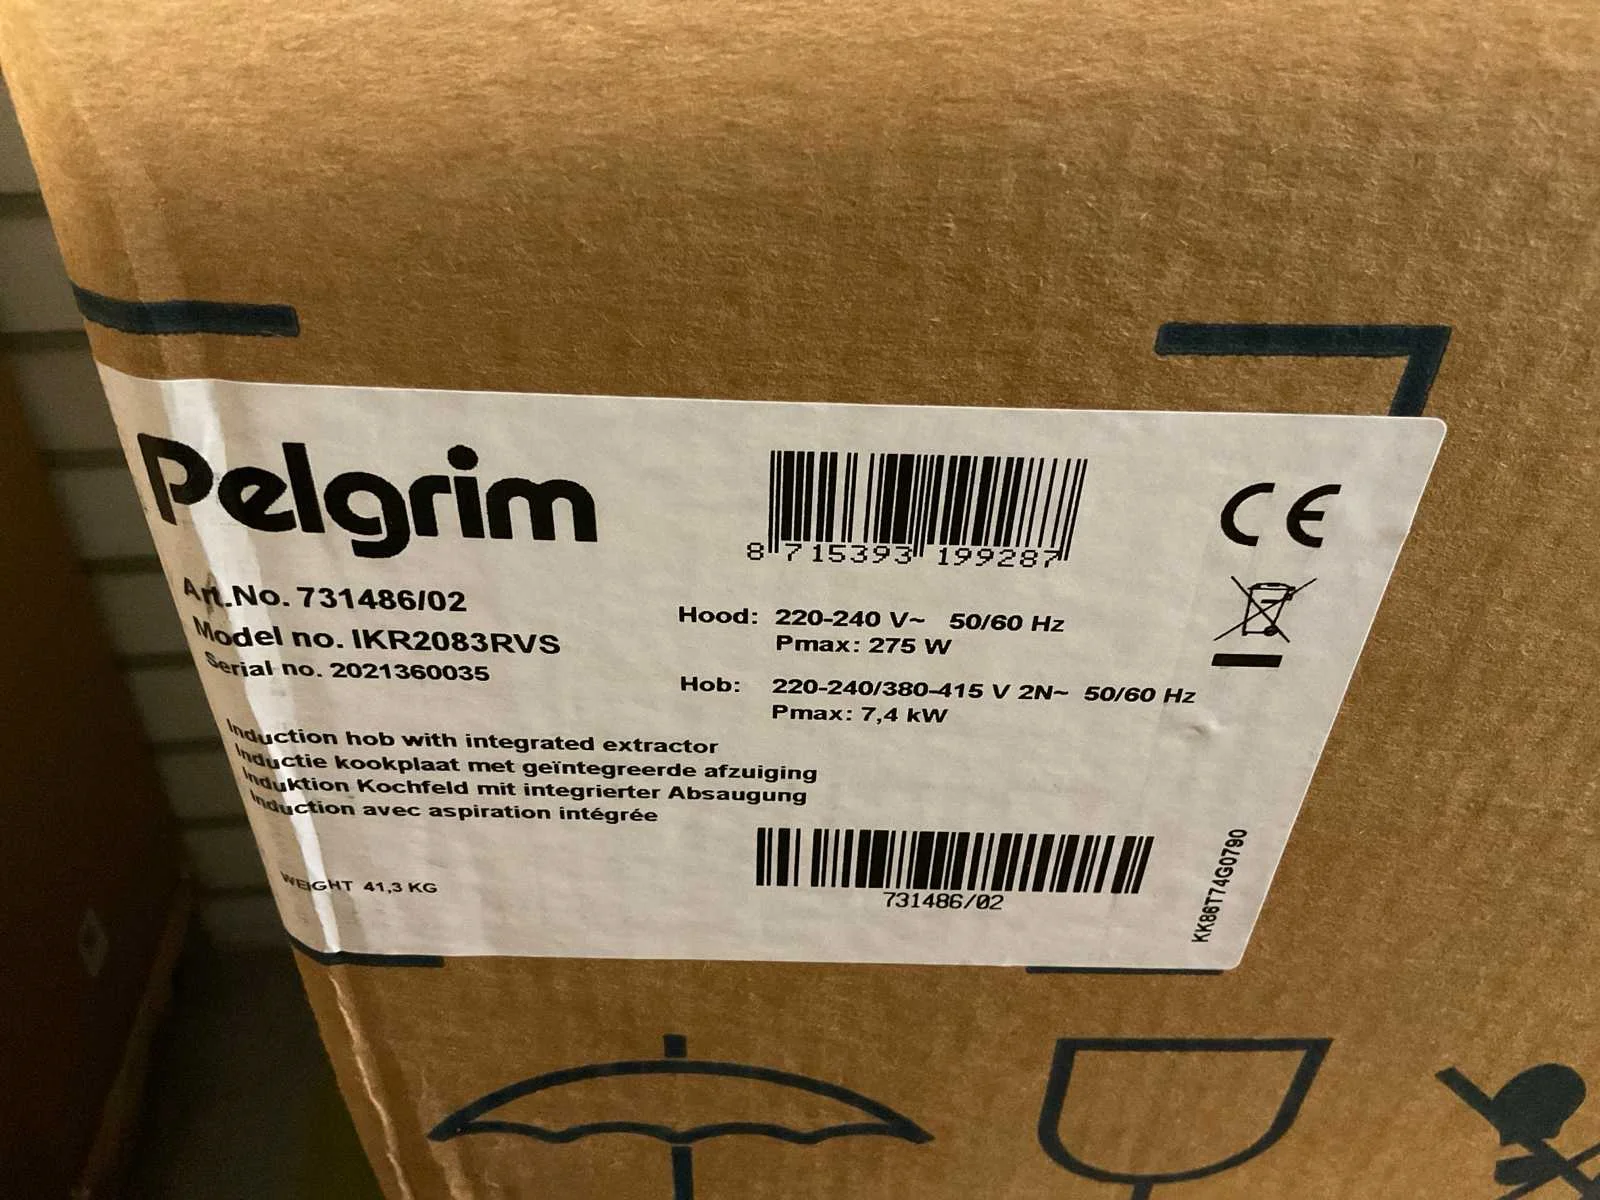 Pelgrim
Art.No. 731486/02
Model no. IKR2083RVS
Serial no. 2021360035
8 715393 199287
CE
Hood: 220-240 V~ 50/60 Hz
Pmax: 275 W
Hob: 220-240/380-415 V 2N~ 50/60 Hz
Pmax: 7,4 kW
Induction hob with integrated extractor
Inductie kookplaat met geïntegreerde afzuiging
Induktion Kochfeld mit integrierter Absaugung
Induction avec aspiration intégrée
WEIGHT 41,3 KG
731486/02
KK86T74G0790